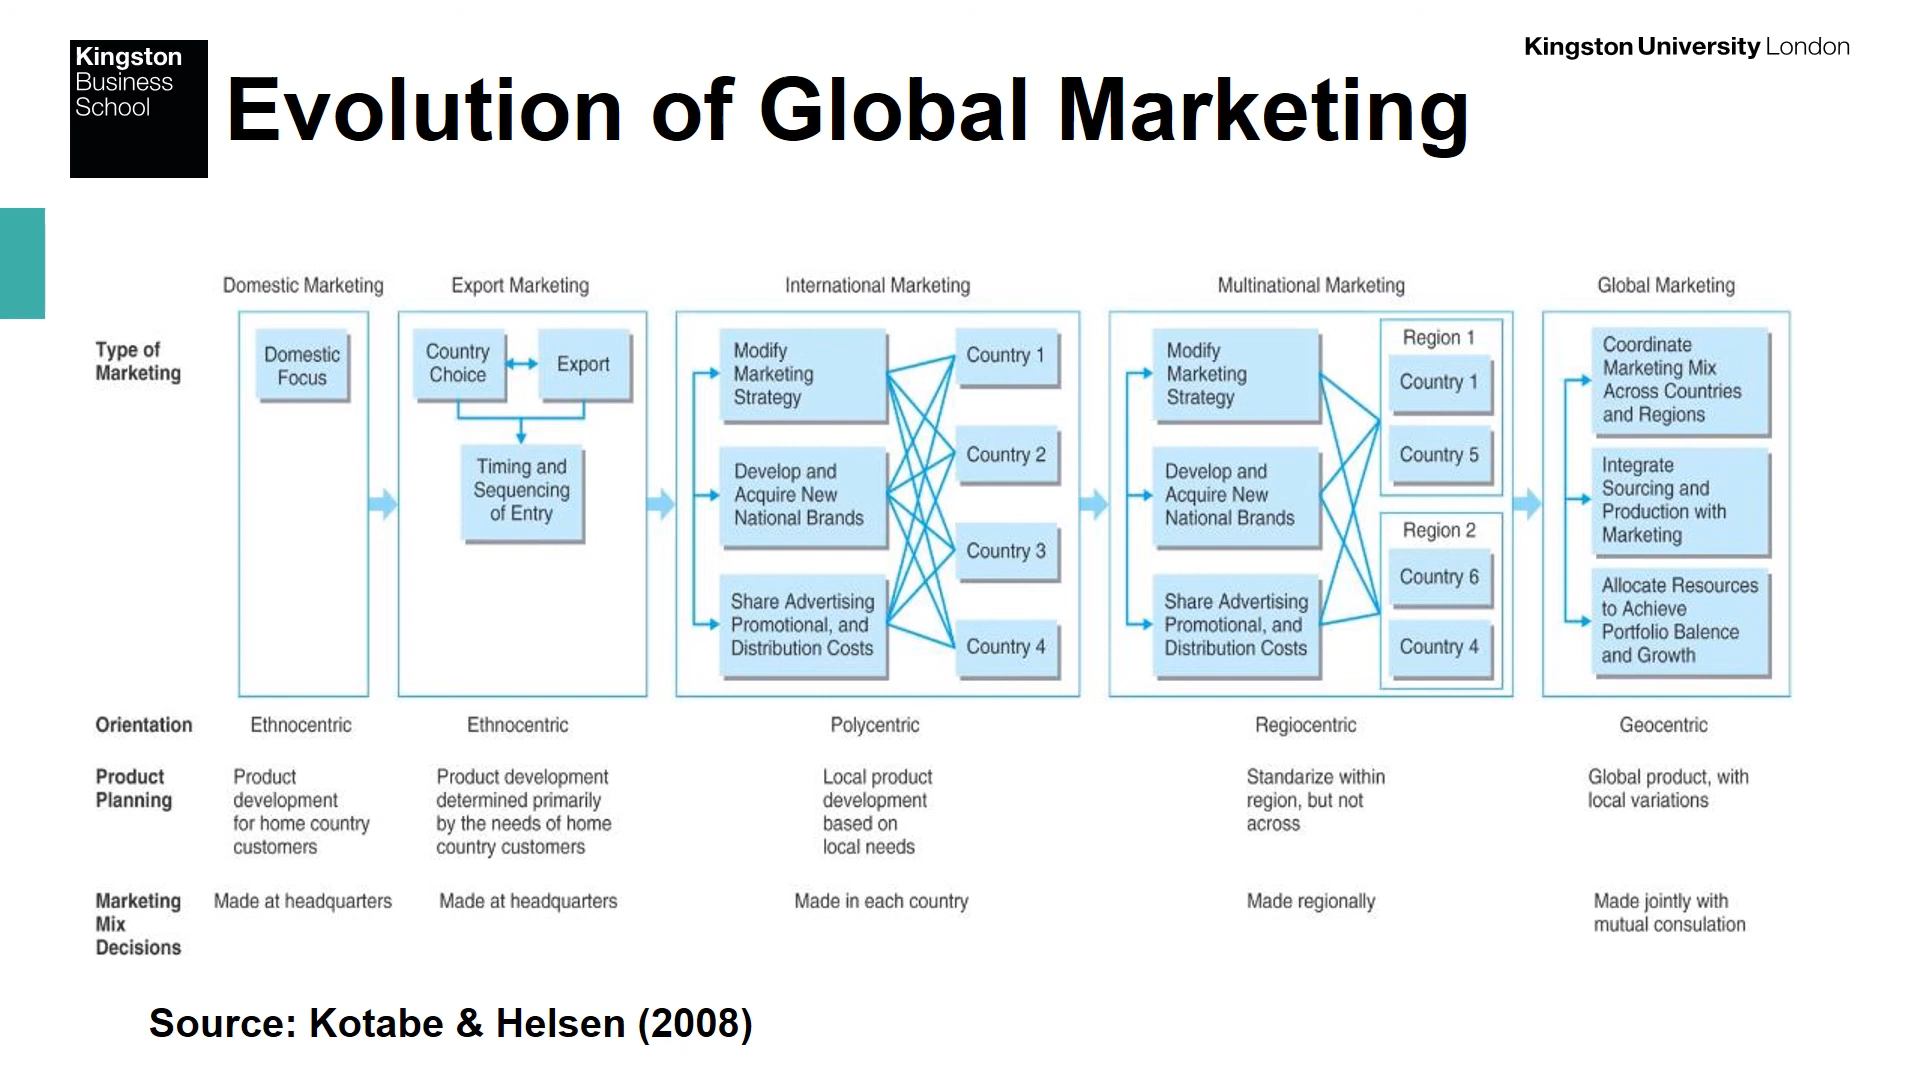 Kingston
Business
School
Kingston University London
Evolution of Global Marketing
Domestic Marketing
Export Marketing
International Marketing
Multinational Marketing
Global Marketing
Type of
Marketing
Domestic
Focus
Country
Choice
Export
Timing and
Sequencing
of Entry
Modify
Marketing
Strategy
Develop and
Acquire New
National Brands
Share Advertising
Promotional, and
Distribution Costs
Country 1
Country 2
Country 3
Country 4
Modify
Marketing
Strategy
Develop and
Acquire New
National Brands
Share Advertising
Promotional, and
Distribution Costs
Region 1
Country 1
Country 5
Region 2
Country 6
Country 4
Coordinate
Marketing Mix
Across Countries
and Regions
Integrate
Sourcing and
Production with
Marketing
Allocate Resources
to Achieve
Portfolio Balence
and Growth
Orientation
Ethnocentric
Ethnocentric
Polycentric
Regiocentric
Geocentric
Product
Planning
Product
development
for home country
customers
Product development
determined primarily
by the needs of home
country customers
Local product
development
based on
local needs
Standarize within
region, but not
across
Global product, with
local variations
Marketing
Mix
Decisions
Made at headquarters
Made at headquarters
Made in each country
Made regionally
Made jointly with
mutual consulation
Source: Kotabe & Helsen (2008)